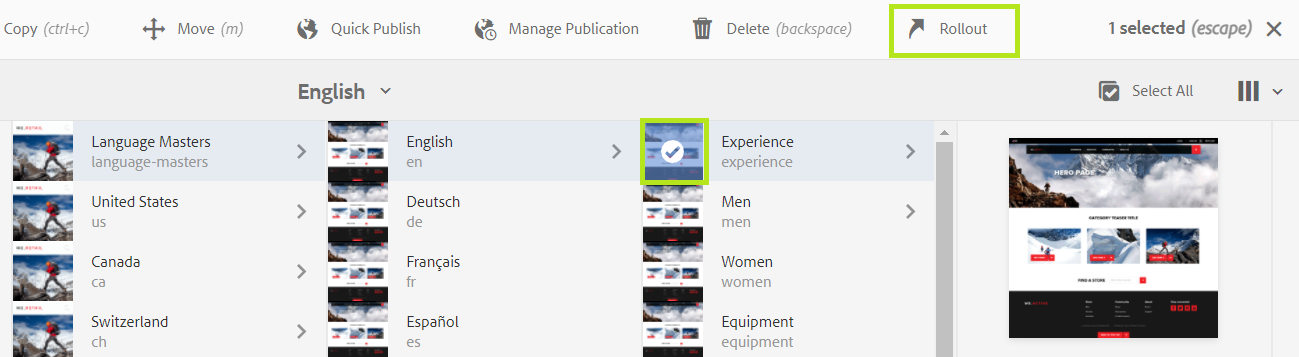 Copy (ctrl+c) Move (m) Quick Publish Manage Publication Delete (backspace) Rollout 1 selected (escape)
English Select All
Language Masters
language-masters
English
en
Experience
experience
United States
us
Deutsch
de
Men
men
Canada
ca
Français
fr
Women
women
Switzerland
ch
Español
es
Equipment
equipment
HERO PAGE
CATEGORY TEASER TITLE
FIND A STORE